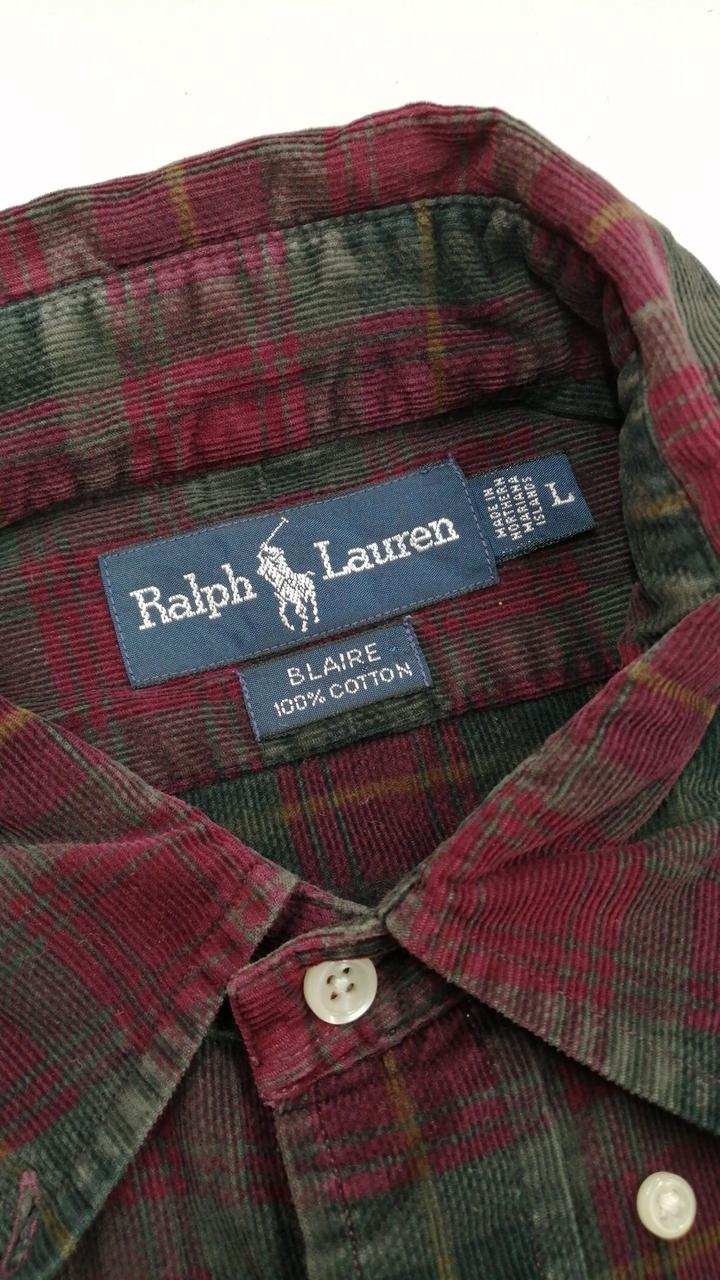 Ralph Lauren
MADE IN
NORTHERN
MARIANA
ISLANDS
L
BLAIRE
100% COTTON